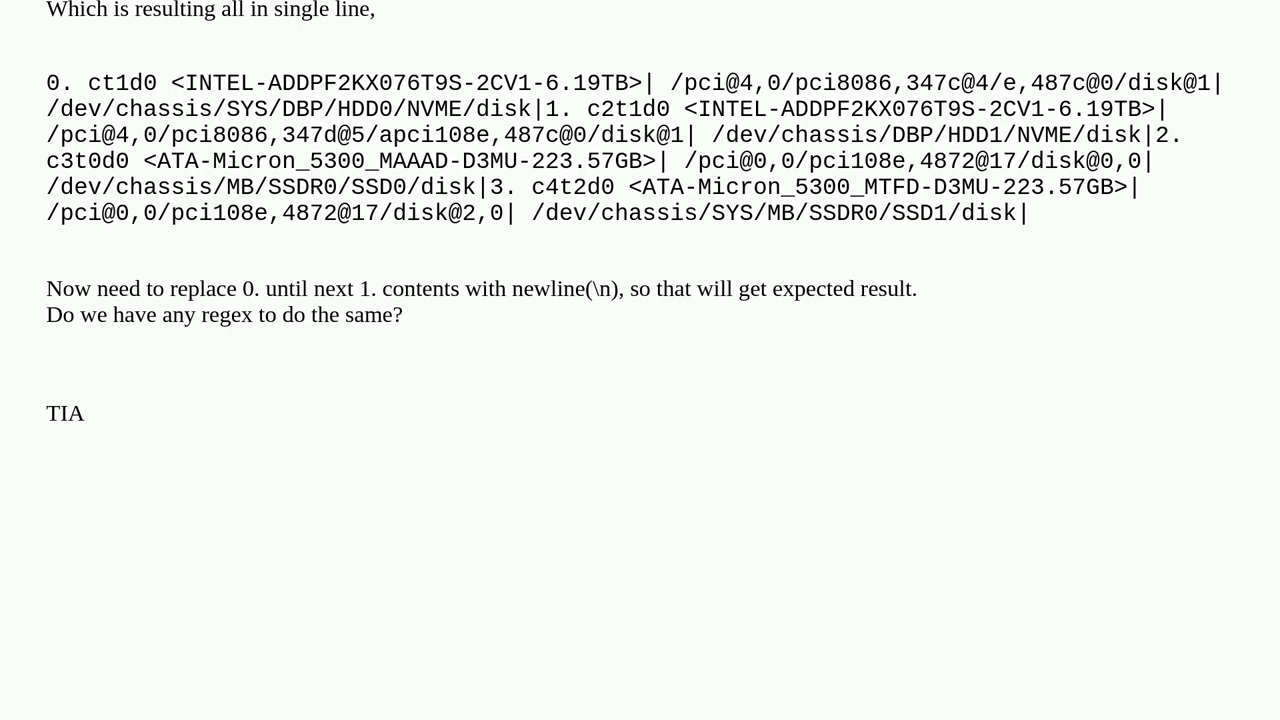 Which is resulting all in single line,
0. ct1d0 <INTEL-ADDPF2KX076T9S-2CV1-6.19TB>| /pci@4,0/pci8086,347c@4/e,487c@0/disk@1|
/dev/chassis/SYS/DBP/HDD0/NVME/disk|1. c2t1d0 <INTEL-ADDPF2KX076T9S-2CV1-6.19TB>|
/pci@4,0/pci8086,347d@5/apci108e,487c@0/disk@1| /dev/chassis/DBP/HDD1/NVME/disk|2.
c3t0d0 <ATA-Micron_5300_MAAAD-D3MU-223.57GB>| /pci@0,0/pci108e,4872@17/disk@0,0|
/dev/chassis/MB/SSDR0/SSD0/disk|3. c4t2d0 <ATA-Micron_5300_MTFD-D3MU-223.57GB>|
/pci@0,0/pci108e,4872@17/disk@2,0| /dev/chassis/SYS/MB/SSDR0/SSD1/disk|
Now need to replace 0. until next 1. contents with newline(\n), so that will get expected result.
Do we have any regex to do the same?
TIA